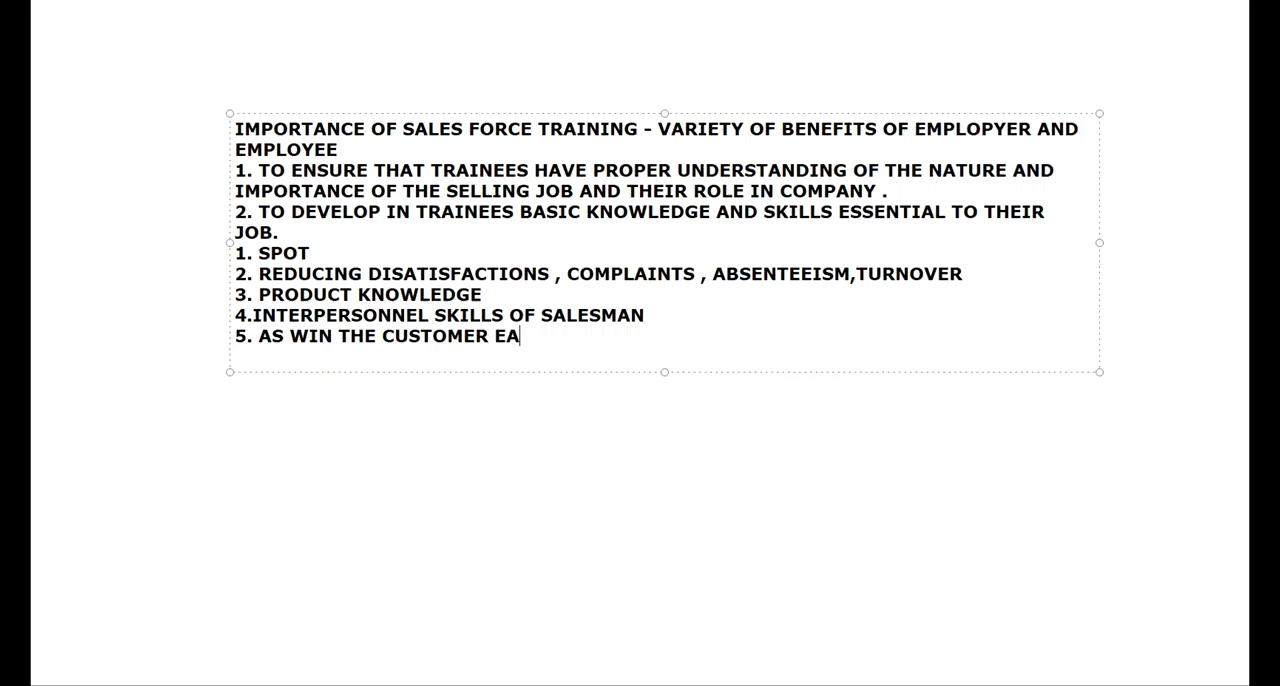 IMPORTANCE OF SALES FORCE TRAINING - VARIETY OF BENEFITS OF EMPLOPYER AND
EMPLOYEE
1. TO ENSURE THAT TRAINEES HAVE PROPER UNDERSTANDING OF THE NATURE AND
IMPORTANCE OF THE SELLING JOB AND THEIR ROLE IN COMPANY .
2. TO DEVELOP IN TRAINEES BASIC KNOWLEDGE AND SKILLS ESSENTIAL TO THEIR
JOB.
1. SPOT
2. REDUCING DISATISFACTIONS , COMPLAINTS , ABSENTEEISM,TURNOVER
3. PRODUCT KNOWLEDGE
4.INTERPERSONNEL SKILLS OF SALESMAN
5. AS WIN THE CUSTOMER EA